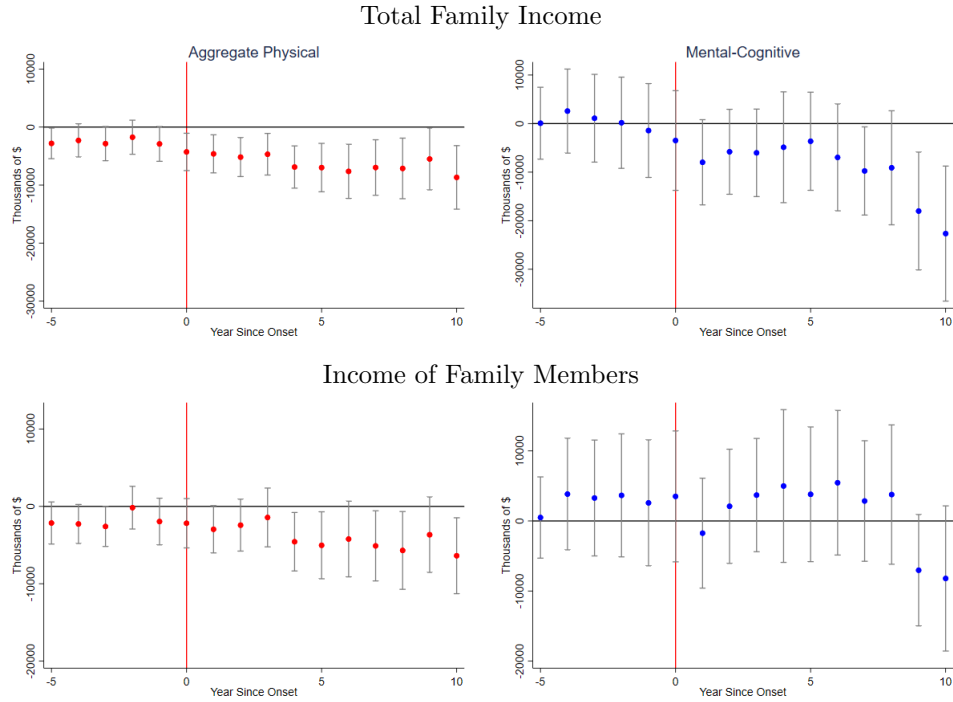 Total Family Income
Aggregate Physical
Thousands of $
10000
0
-10000
-20000
-30000
-5
0
5
10
Year Since Onset
Mental-Cognitive
Thousands of $
10000
0
-10000
-20000
-30000
-5
0
5
10
Year Since Onset
Income of Family Members
Thousands of $
10000
0
-10000
-20000
-5
0
5
10
Year Since Onset
Thousands of $
10000
0
-10000
-20000
-5
0
5
10
Year Since Onset